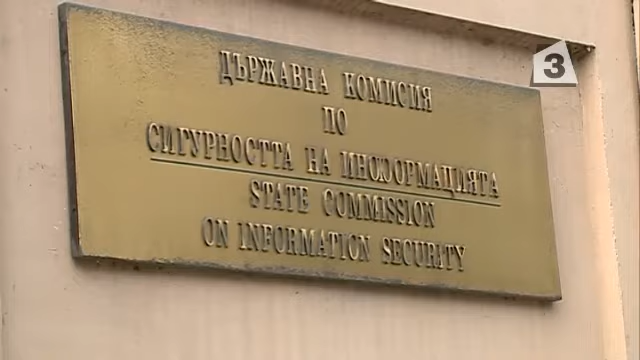 3
ДЪРЖАВНА КОМИСИЯ
ПО
СИГУРНОСТТА НА ИНФОРМАЦИЯТА
STATE COMMISSION
ON INFORMATION SECURITY